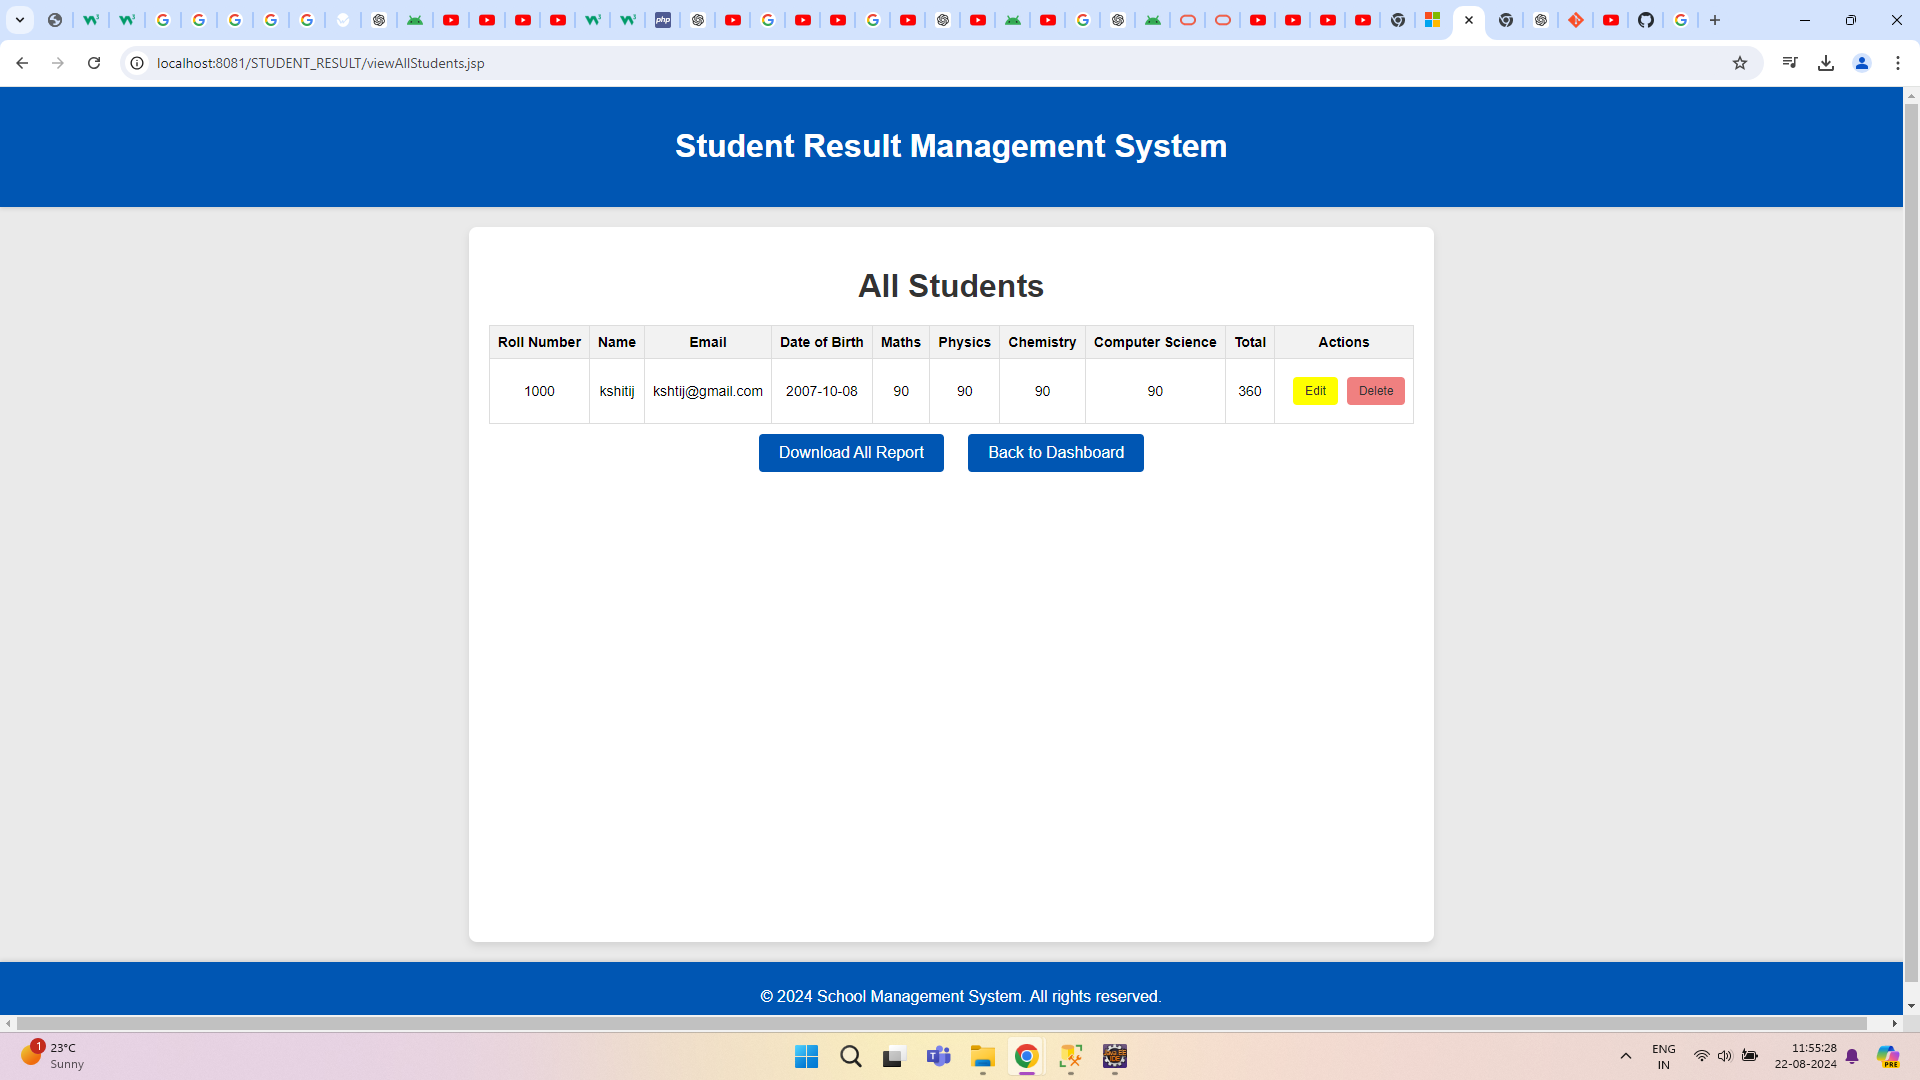 localhost:8081/STUDENT_RESULT/viewAllStudents.jsp
Student Result Management System
All Students
Roll Number Name Email Date of Birth Maths Physics Chemistry Computer Science Total Actions
1000 kshitij kshtij@gmail.com 2007-10-08 90 90 90 90 360 Edit Delete
Download All Report Back to Dashboard
© 2024 School Management System. All rights reserved.
1 23°C
Sunny
ENG
IN
11:55:28
22-08-2024